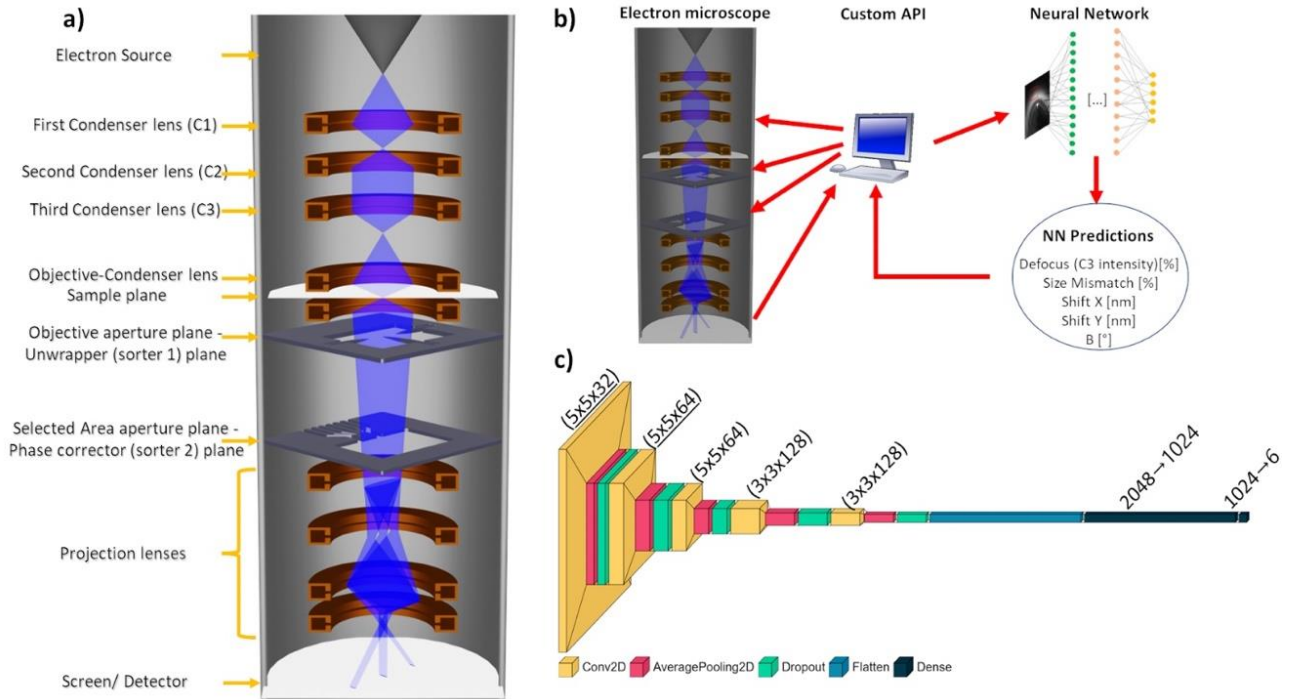 a)
Electron Source
First Condenser lens (C1)
Second Condenser lens (C2)
Third Condenser lens (C3)
Objective-Condenser lens
Sample plane
Objective aperture plane -
Unwrapper (sorter 1) plane
Selected Area aperture plane -
Phase corrector (sorter 2) plane
Projection lenses
Screen/ Detector
b)
Electron microscope
Custom API
Neural Network
[...]
NN Predictions
Defocus (C3 intensity)[%]
Size Mismatch [%]
Shift X [nm]
Shift Y [nm]
B [°]
c)
(5x5x32)
(5x5x64)
(5x5x64)
(3x3x128)
(3x3x128)
2048→1024
1024→6
Conv2D
AveragePooling2D
Dropout
Flatten
Dense